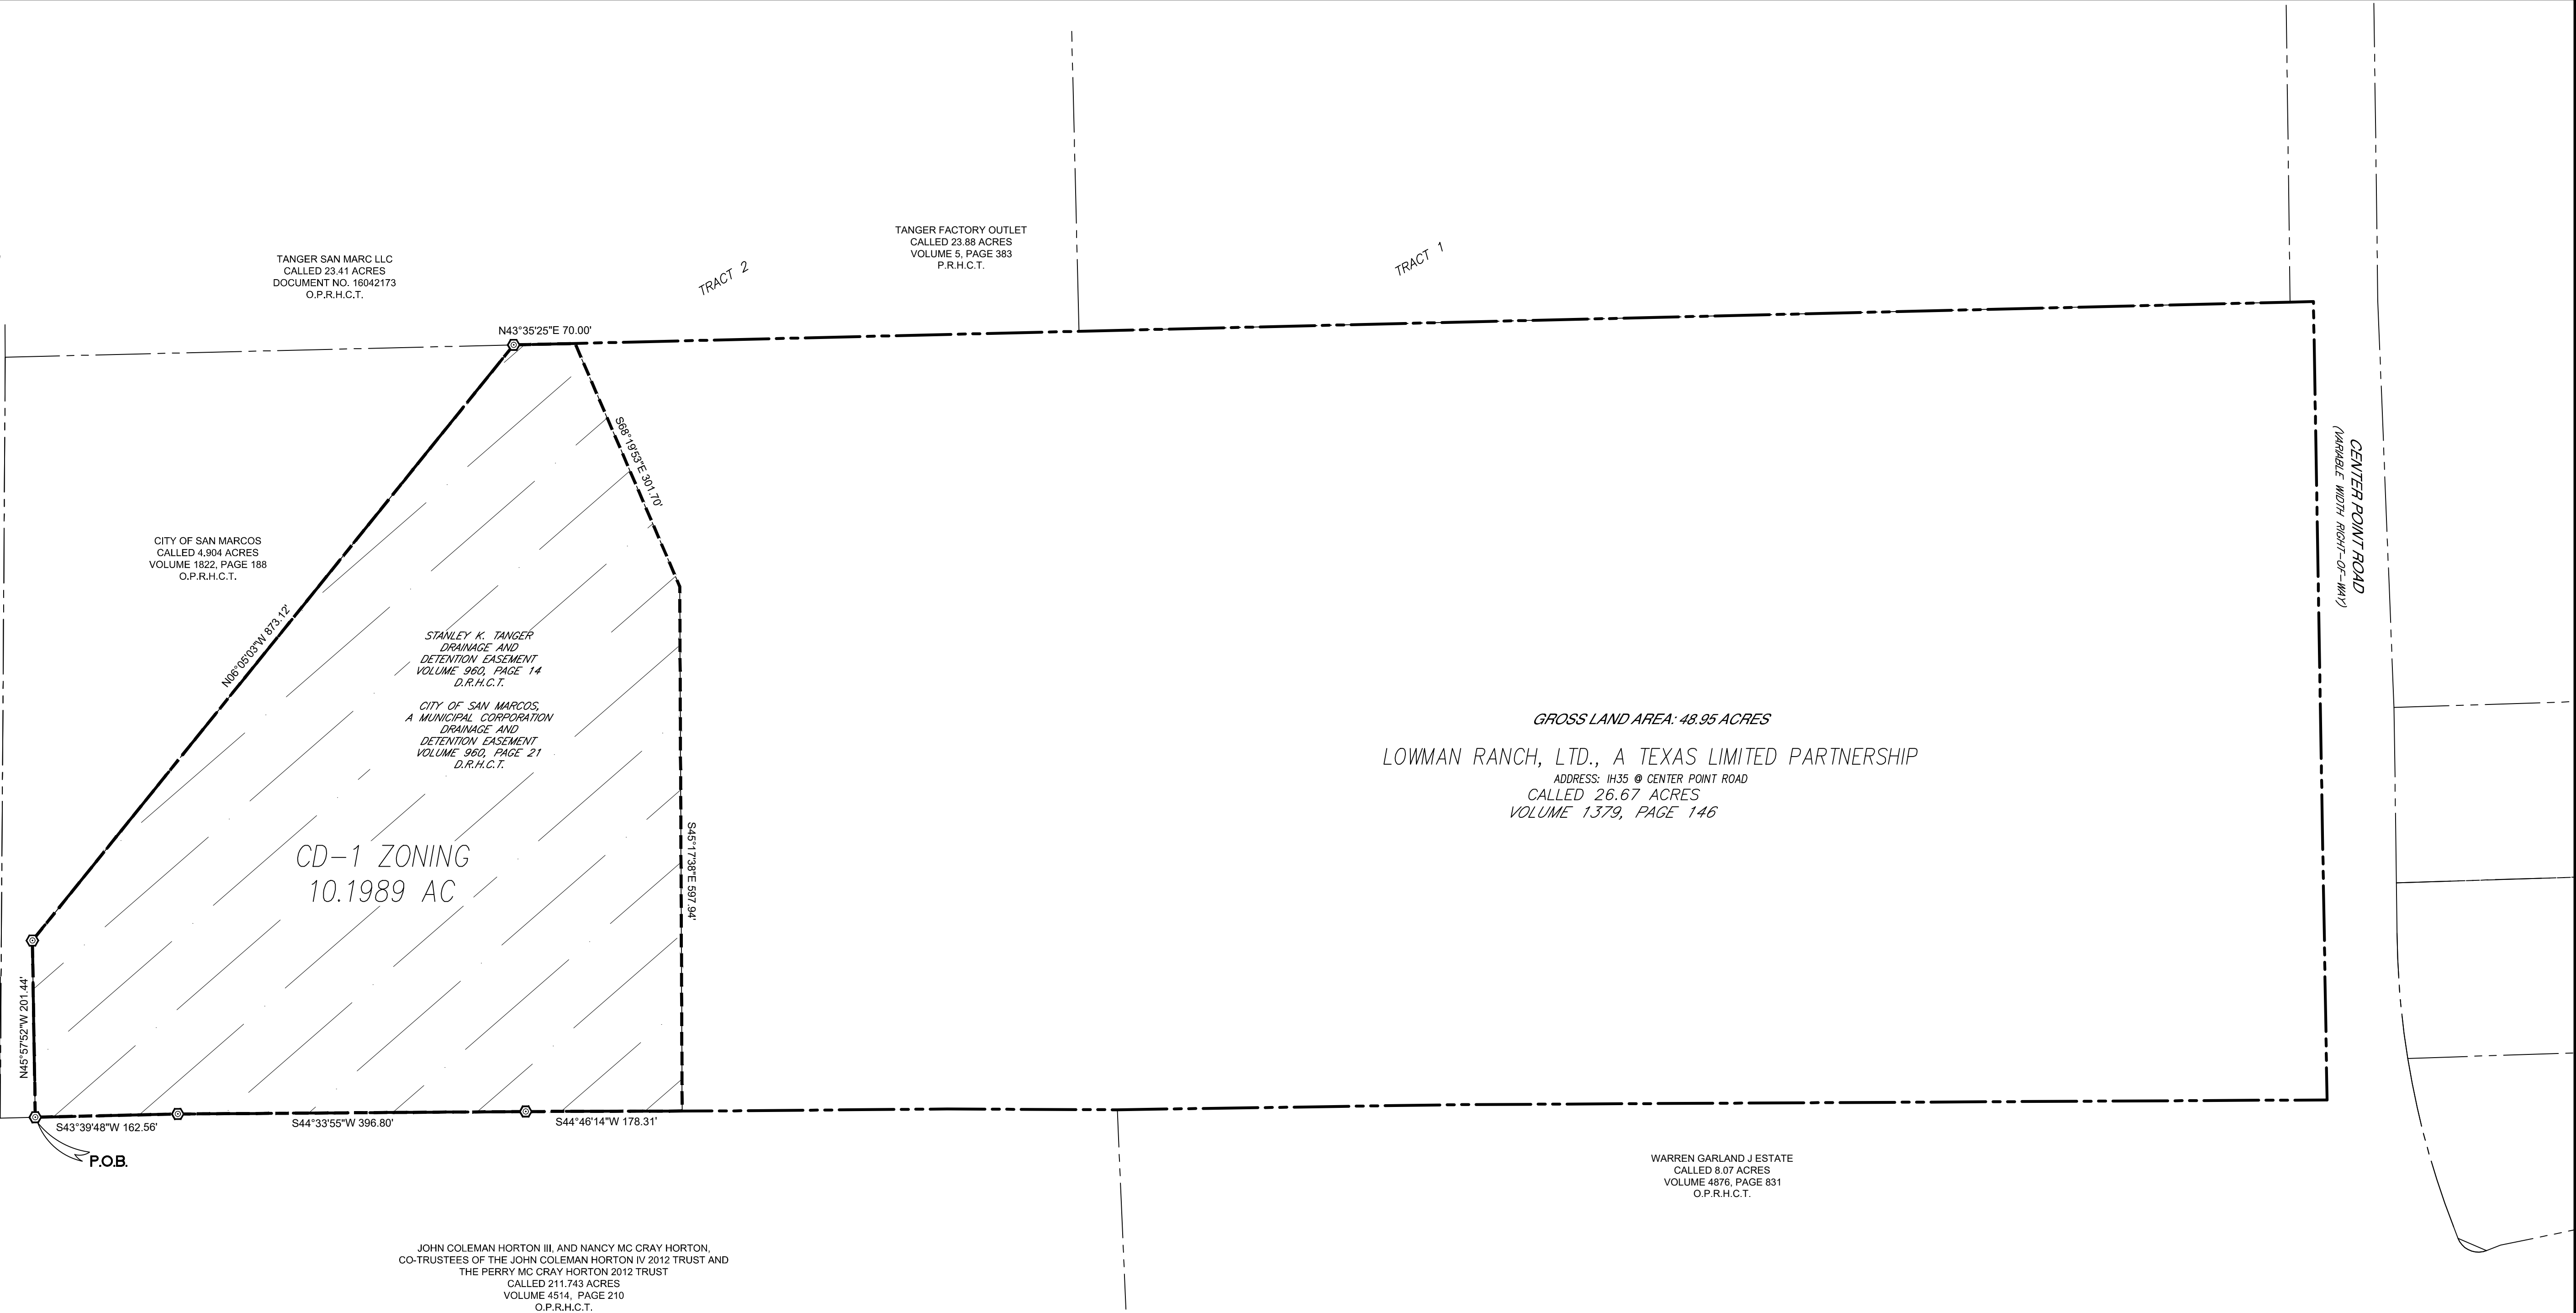 TANGER FACTORY OUTLET
CALLED 23.88 ACRES
VOLUME 5, PAGE 383
P.R.H.C.T.
TANGER SAN MARC LLC
CALLED 23.41 ACRES
DOCUMENT NO. 16042173
O.P.R.H.C.T.
TRACT 2
TRACT 1
N43°35'25"E 70.00'
S68°19'53"E 301.70'
CENTER POINT ROAD
(VARIABLE WIDTH RIGHT-OF-WAY)
CITY OF SAN MARCOS
CALLED 4.904 ACRES
VOLUME 1822, PAGE 188
O.P.R.H.C.T.
N06°05'03"W 873.12'
STANLEY K. TANGER
DRAINAGE AND
DETENTION EASEMENT
VOLUME 960, PAGE 14
D.R.H.C.T.
CITY OF SAN MARCOS,
A MUNICIPAL CORPORATION
DRAINAGE AND
DETENTION EASEMENT
VOLUME 960, PAGE 21
D.R.H.C.T.
GROSS LAND AREA: 48.95 ACRES
LOWMAN RANCH, LTD., A TEXAS LIMITED PARTNERSHIP
ADDRESS: IH35 @ CENTER POINT ROAD
CALLED 26.67 ACRES
VOLUME 1379, PAGE 146
CD-1 ZONING
10.1989 AC
S45°17'38"E 597.94'
N45°57'52"W 201.44'
S43°39'48"W 162.56'
S44°33'55"W 396.80'
S44°46'14"W 178.31'
P.O.B.
WARREN GARLAND J ESTATE
CALLED 8.07 ACRES
VOLUME 4876, PAGE 831
O.P.R.H.C.T.
JOHN COLEMAN HORTON III, AND NANCY MC CRAY HORTON,
CO-TRUSTEES OF THE JOHN COLEMAN HORTON IV 2012 TRUST AND
THE PERRY MC CRAY HORTON 2012 TRUST
CALLED 211.743 ACRES
VOLUME 4514, PAGE 210
O.P.R.H.C.T.